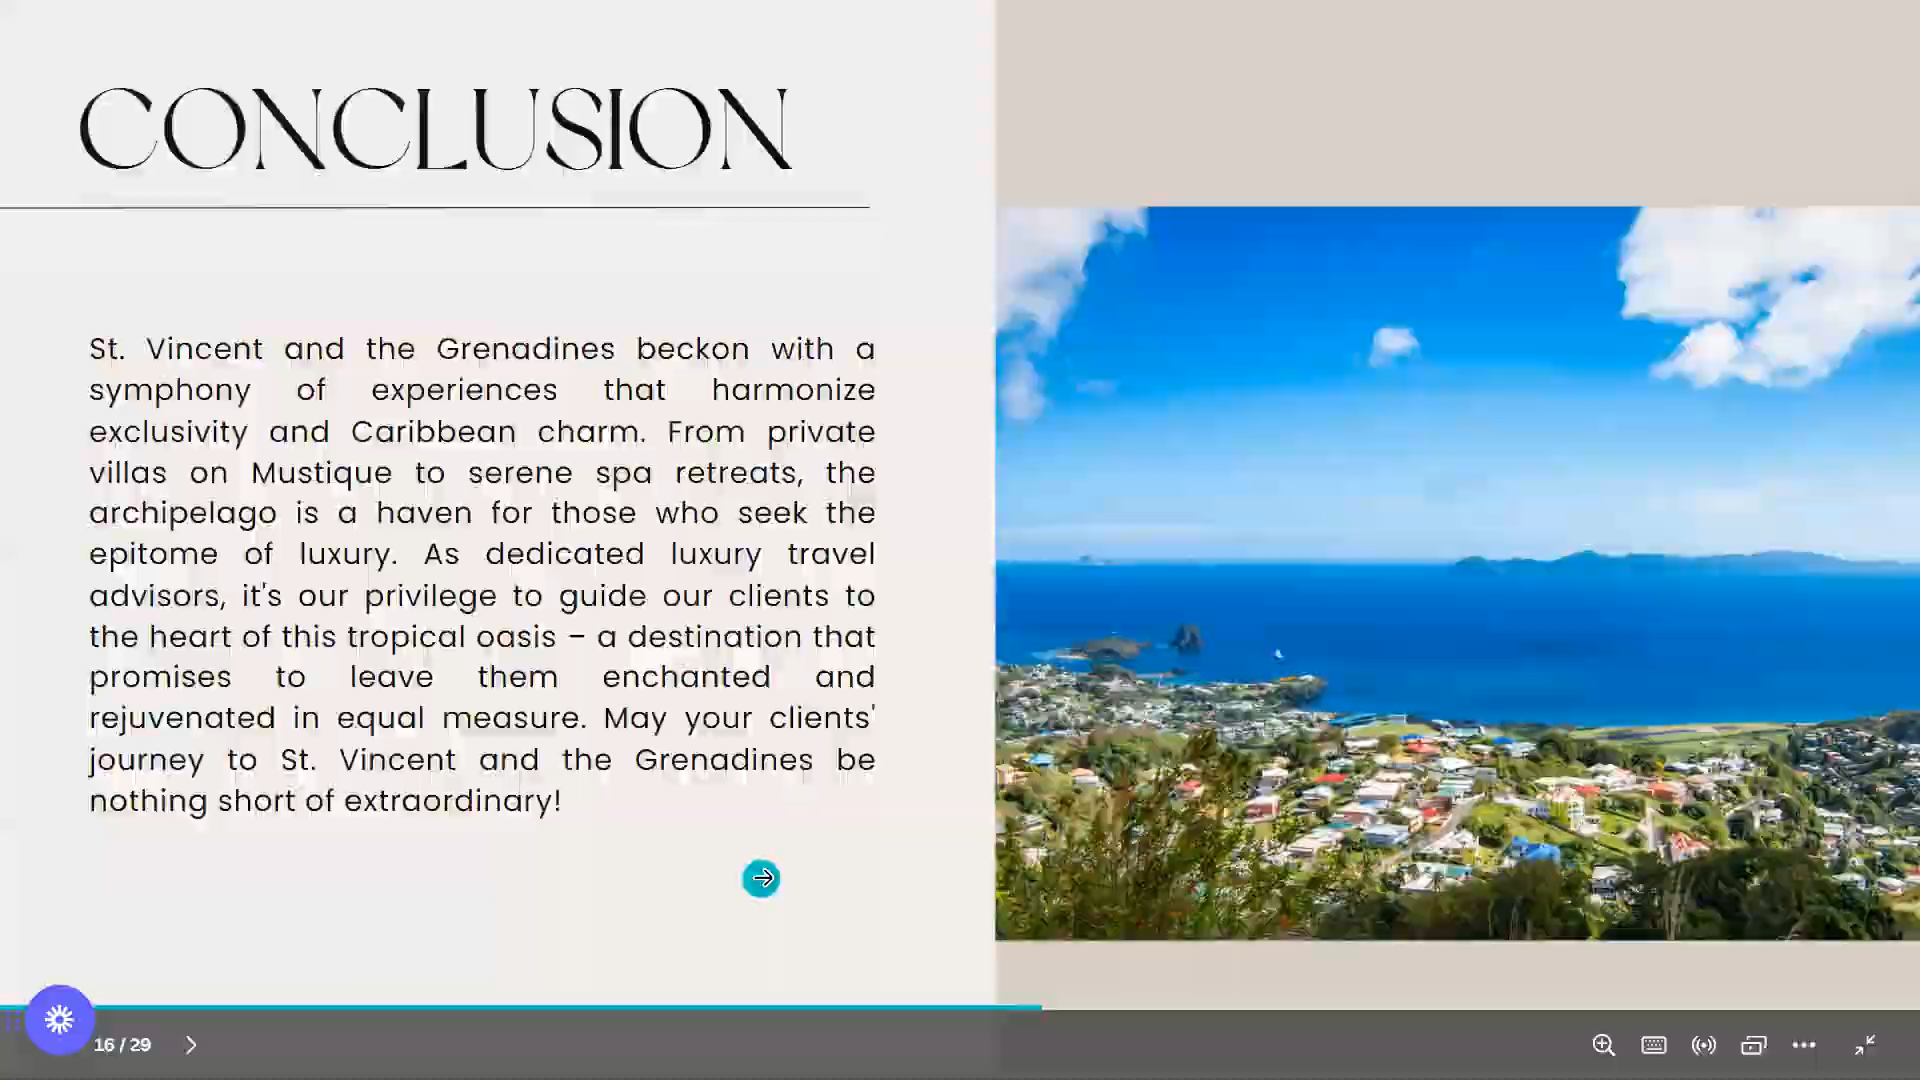 CONCLUSION
St. Vincent and the Grenadines beckon with a
symphony of experiences that harmonize
exclusivity and Caribbean charm. From private
villas on Mustique to serene spa retreats, the
archipelago is a haven for those who seek the
epitome of luxury. As dedicated luxury travel
advisors, it's our privilege to guide our clients to
the heart of this tropical oasis – a destination that
promises to leave them enchanted and
rejuvenated in equal measure. May your clients'
journey to St. Vincent and the Grenadines be
nothing short of extraordinary!
16 / 29